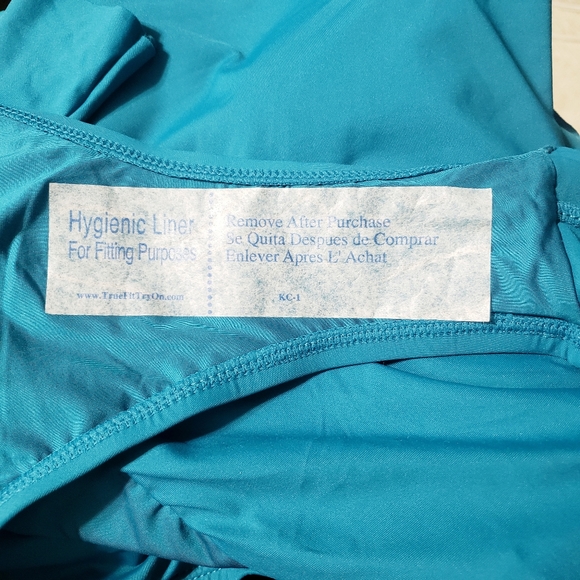 Hygienic Liner
For Fitting Purposes
www.TrueFitTryOn.com
Remove After Purchase
Se Quita Despues de Comprar
Enlever Apres L'Achat
KC-1